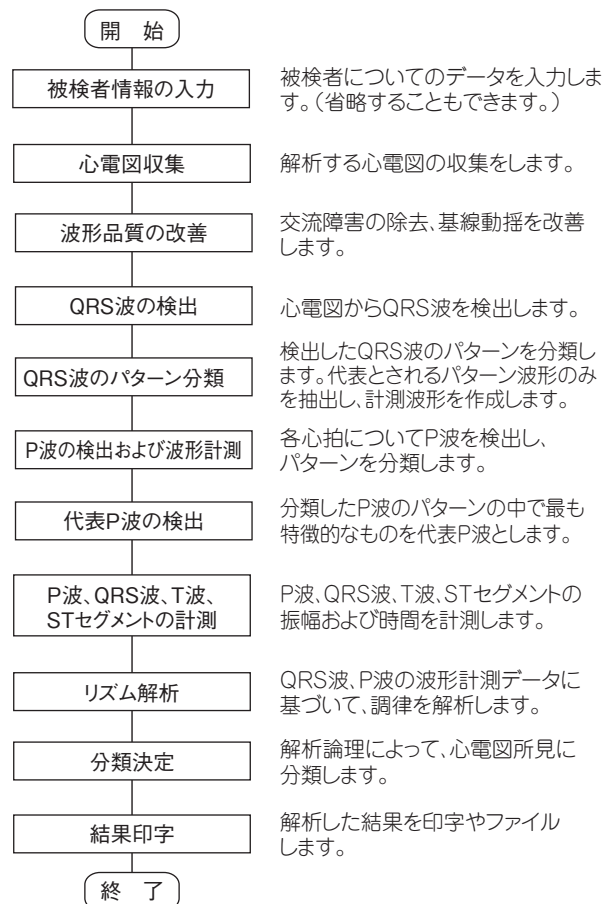 開　始
被検者情報の入力
被検者についてのデータを入力しま
す。（省略することもできます。）
心電図収集
解析する心電図の収集をします。
波形品質の改善
交流障害の除去、基線動揺を改善
します。
QRS波の検出
心電図からQRS波を検出します。
QRS波のパターン分類
検出したQRS波のパターンを分類し
ます。代表とされるパターン波形のみ
を抽出し、計測波形を作成します。
P波の検出および波形計測
各心拍についてP波を検出し、
パターンを分類します。
代表P波の検出
分類したP波のパターンの中で最も
特徴的なものを代表P波とします。
P波、QRS波、T波、
STセグメントの計測
P波、QRS波、T波、STセグメントの
振幅および時間を計測します。
リズム解析
QRS波、P波の波形計測データに
基づいて、調律を解析します。
分類決定
解析論理によって、心電図所見に
分類します。
結果印字
解析した結果を印字やファイル
します。
終　了